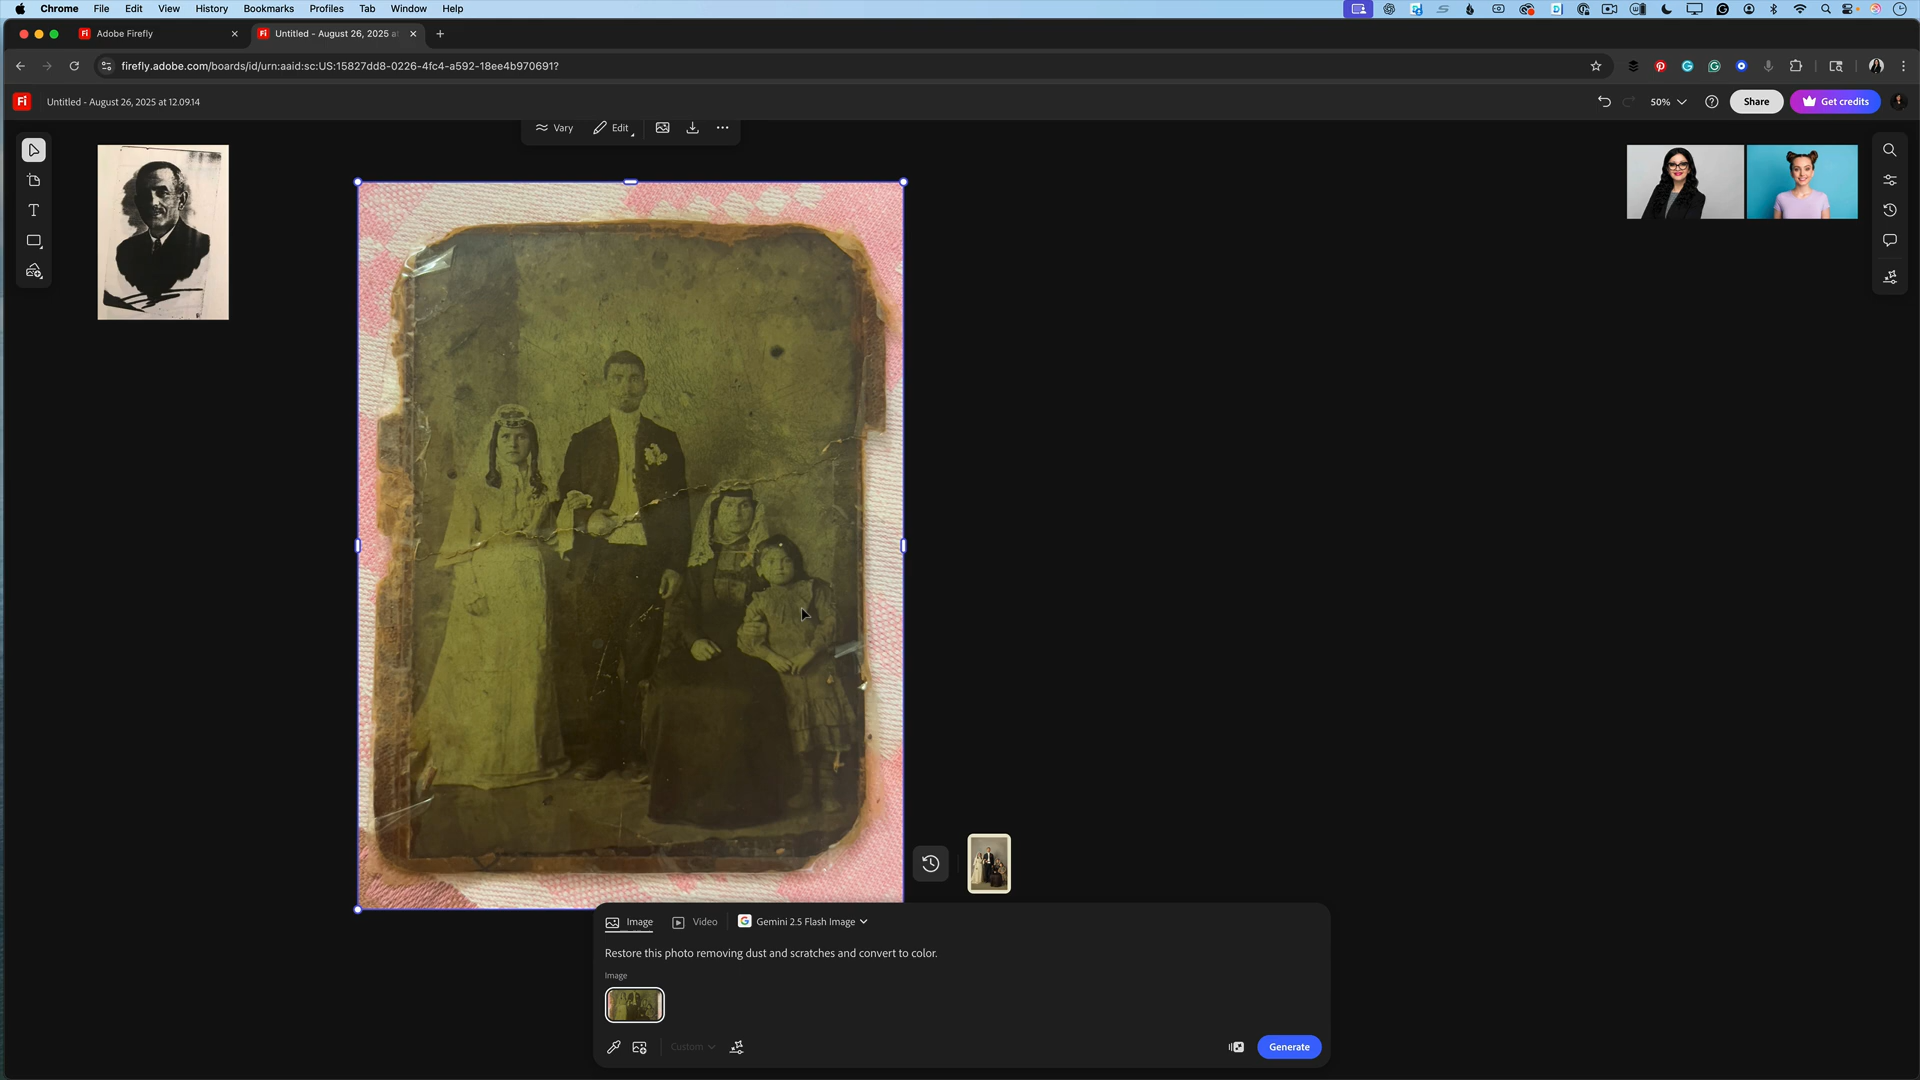 Chrome File Edit View History Bookmarks Profiles Tab Window Help
Fi Adobe Firefly
Fi Untitled - August 26, 2025 at
firefly.adobe.com/boards/id/urn:aaid:sc:US:15827dd8-0226-4fc4-a592-18ee4b970691?
Fi Untitled - August 26, 2025 at 12.09.14
50%
Share
Get credits
Vary Edit
T
Image Video G Gemini 2.5 Flash Image
Restore this photo removing dust and scratches and convert to color.
Image
Custom
Generate